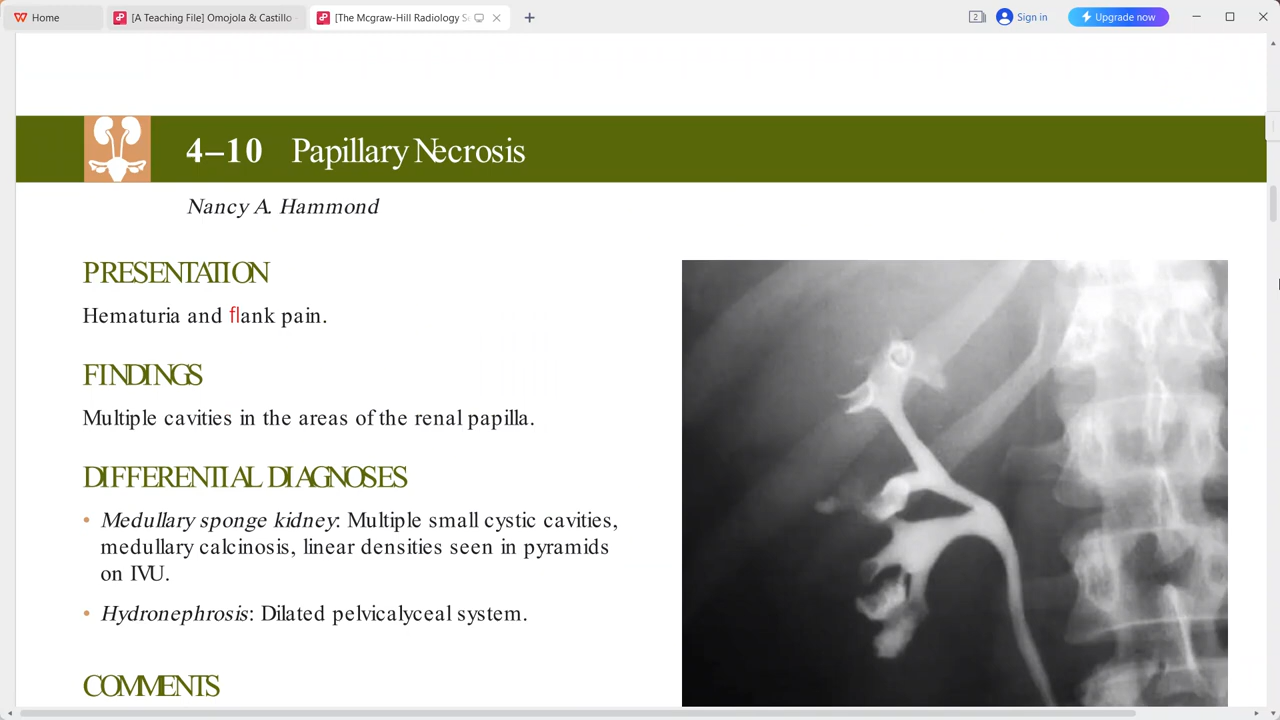 Home
[A Teaching File] Omojola & Castillo
[The Mcgraw-Hill Radiology S
2
Sign in
Upgrade now
4–10 Papillary Necrosis
Nancy A. Hammond
PRESENTATION
Hematuria and flank pain.
FINDINGS
Multiple cavities in the areas of the renal papilla.
DIFFERENTIAL DIAGNOSES
• Medullary sponge kidney: Multiple small cystic cavities,
medullary calcinosis, linear densities seen in pyramids
on IVU.
• Hydronephrosis: Dilated pelvicalyceal system.
COMMENTS